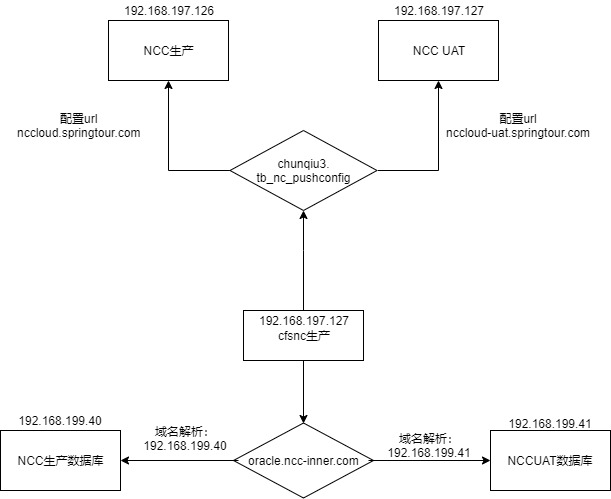 192.168.197.126
192.168.197.127
NCC生产
NCC UAT
配置url
nccloud.springtour.com
配置url
nccloud-uat.springtour.com
chunqiu3.
tb_nc_pushconfig
192.168.197.127
cfsnc生产
192.168.199.40
域名解析：
192.168.199.40
域名解析：
192.168.199.41
192.168.199.41
NCC生产数据库
oracle.ncc-inner.com
NCCUAT数据库